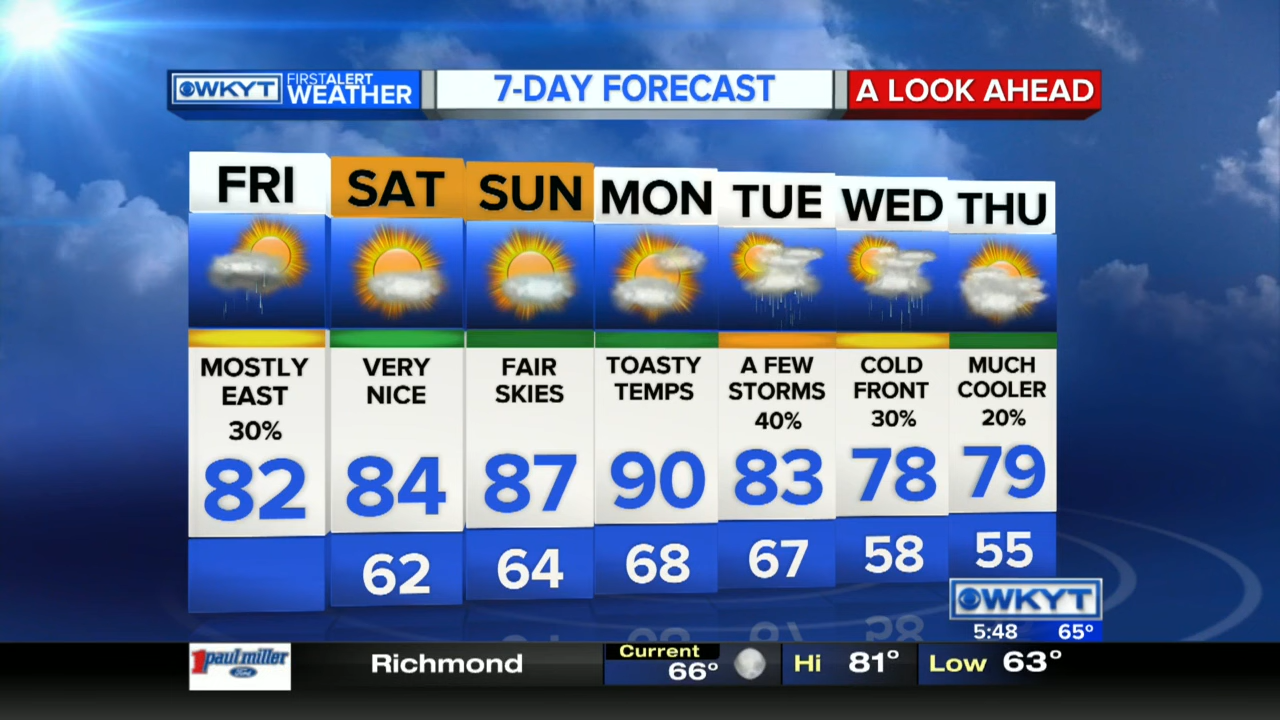 WKYT FIRST ALERT WEATHER
7-DAY FORECAST
A LOOK AHEAD
FRI
MOSTLY
EAST
30%
82
SAT
VERY
NICE
84
62
SUN
FAIR
SKIES
87
64
MON
TOASTY
TEMPS
90
68
TUE
A FEW
STORMS
40%
83
67
WED
COLD
FRONT
30%
78
58
THU
MUCH
COOLER
20%
79
55
WKYT
5:48 65°
1 paul miller
Ford
Richmond
Current
66°
Hi 81°
Low 63°